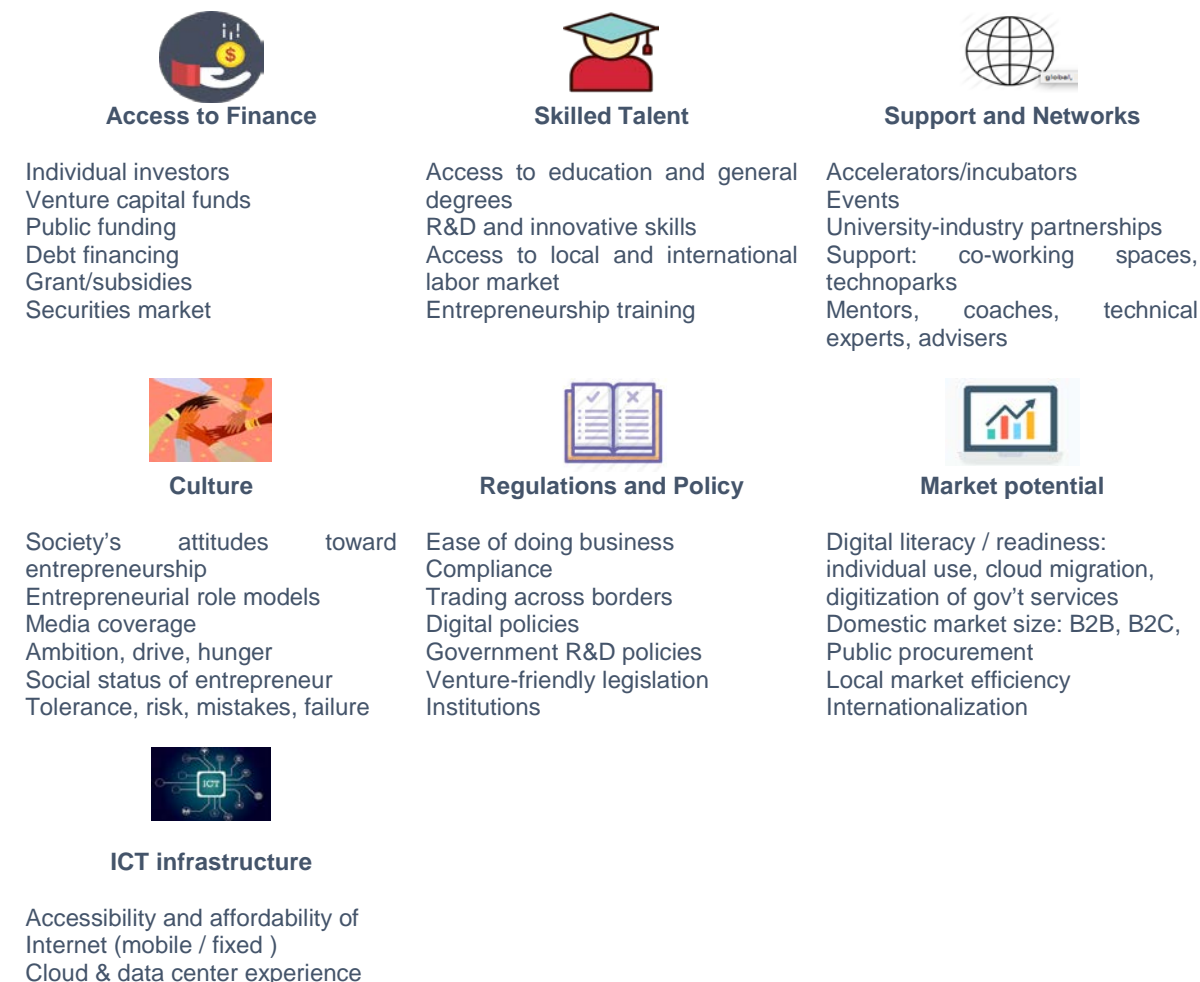 Access to Finance
Individual investors
Venture capital funds
Public funding
Debt financing
Grant/subsidies
Securities market
Skilled Talent
Access to education and general
degrees
R&D and innovative skills
Access to local and international
labor market
Entrepreneurship training
global,
Support and Networks
Accelerators/incubators
Events
University-industry partnerships
Support: co-working spaces,
technoparks
Mentors, coaches, technical
experts, advisers
Culture
Society's attitudes toward
entrepreneurship
Entrepreneurial role models
Media coverage
Ambition, drive, hunger
Social status of entrepreneur
Tolerance, risk, mistakes, failure
Regulations and Policy
Ease of doing business
Compliance
Trading across borders
Digital policies
Government R&D policies
Venture-friendly legislation
Institutions
Market potential
Digital literacy / readiness:
individual use, cloud migration,
digitization of gov't services
Domestic market size: B2B, B2C,
Public procurement
Local market efficiency
Internationalization
ICT
ICT infrastructure
Accessibility and affordability of
Internet (mobile / fixed )
Cloud & data center experience